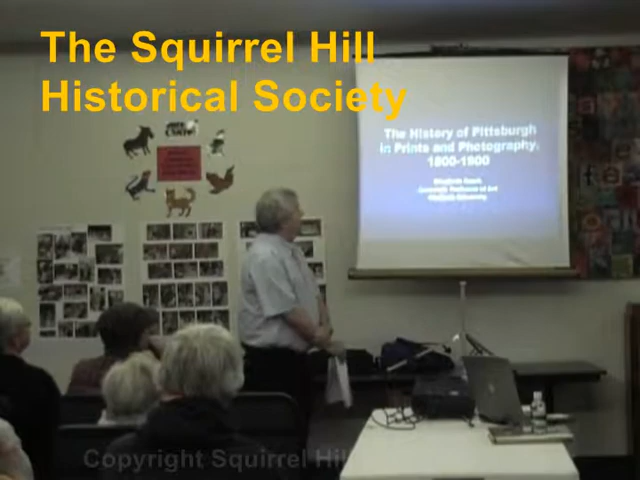 The Squirrel Hill
Historical Society
The History of Pittsburgh
in Prints and Photography,
1800-1900
Copyright Squirrel Hill